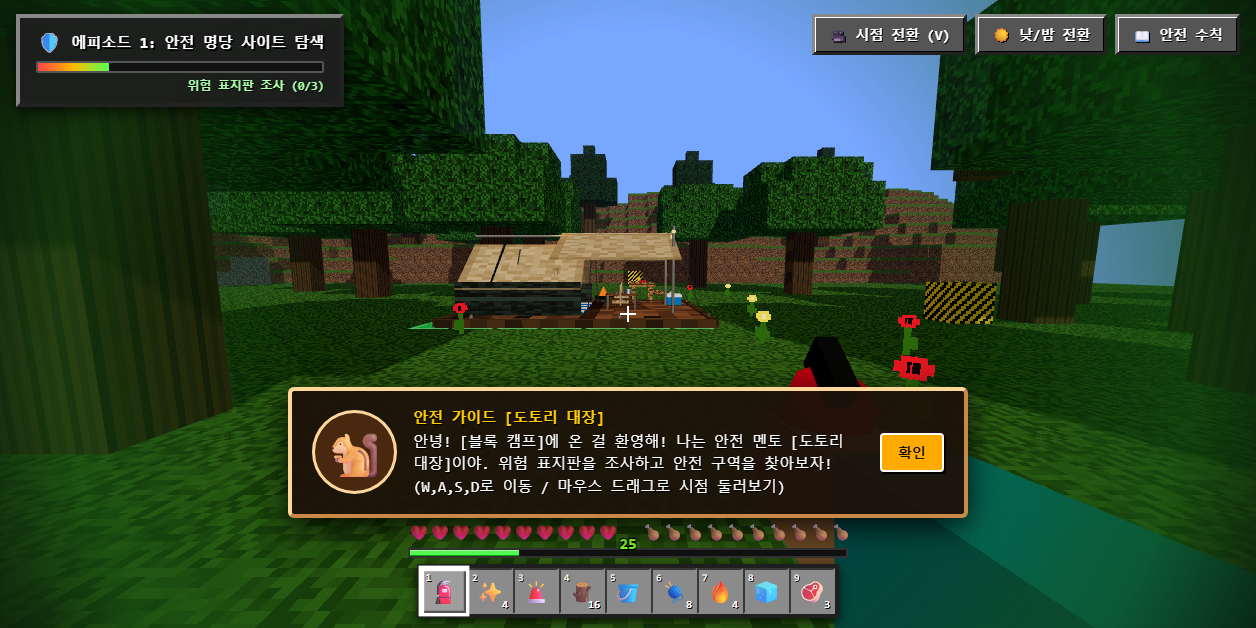 에피소드 1: 안전 명당 사이트 탐색
위험 표지판 조사 (0/3)
시점 전환 (V)
낮/밤 전환
안전 수칙
안전 가이드 [도토리 대장]
안녕! [블록 캠프]에 온 걸 환영해! 나는 안전 멘토 [도토리
대장]이야. 위험 표지판을 조사하고 안전 구역을 찾아보자!
(W,A,S,D로 이동 / 마우스 드래그로 시점 둘러보기)
확인
25
1
2 4
3
4 16
5
6 8
7 4
8
9 3